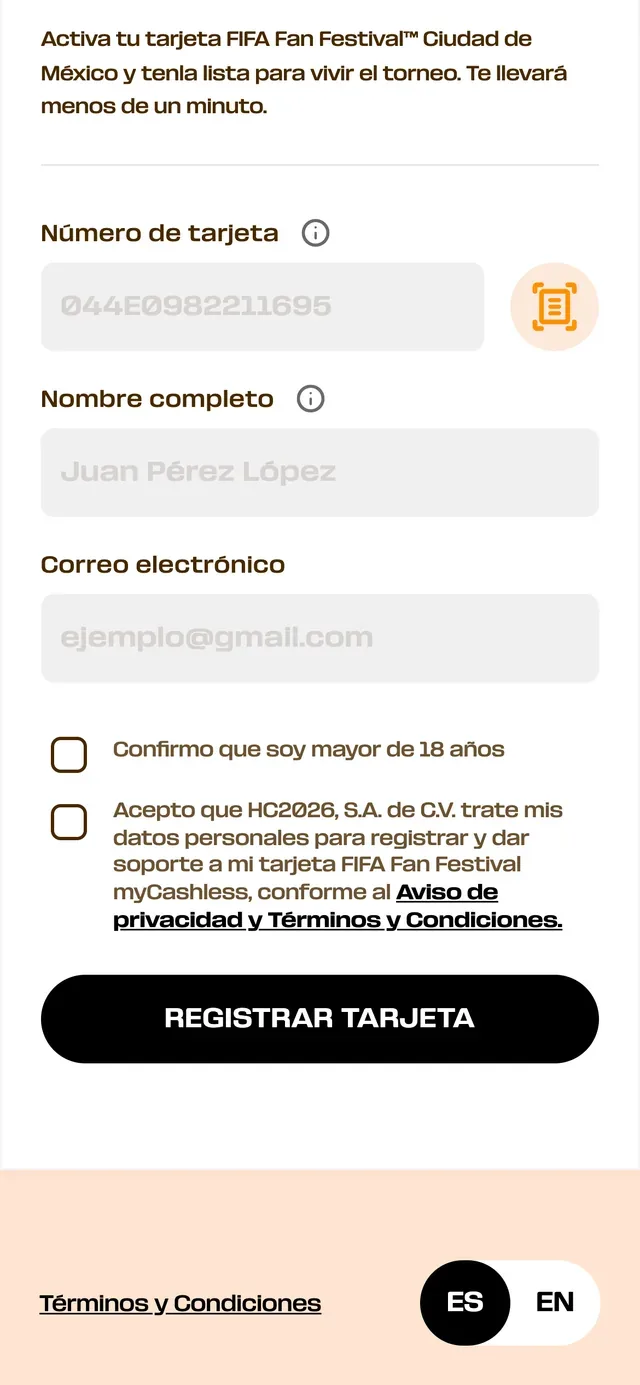 Activa tu tarjeta FIFA Fan Festival™ Ciudad de
México y tenla lista para vivir el torneo. Te llevará
menos de un minuto.
Número de tarjeta
044E0982211695
Nombre completo
Juan Pérez López
Correo electrónico
ejemplo@gmail.com
Confirmo que soy mayor de 18 años
Acepto que HC2026, S.A. de C.V. trate mis
datos personales para registrar y dar
soporte a mi tarjeta FIFA Fan Festival
myCashless, conforme al Aviso de
privacidad y Términos y Condiciones.
REGISTRAR TARJETA
Términos y Condiciones
ES EN